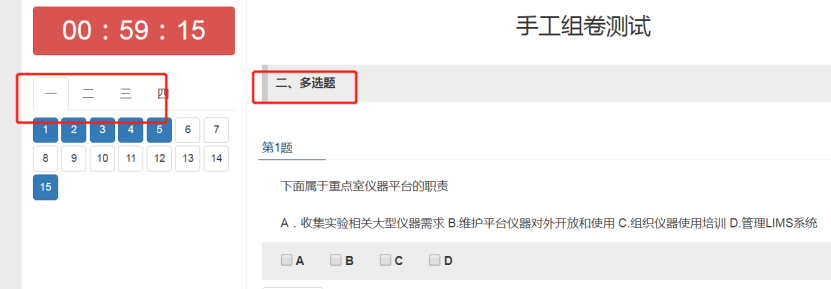 00：59：15
手工组卷测试
一 二 三 四
二、多选题
1 2 3 4 5 6 7
8 9 10 11 12 13 14
15
第1题
下面属于重点室仪器平台的职责
A．收集实验相关大型仪器需求 B.维护平台仪器对外开放和使用 C.组织仪器使用培训 D.管理LIMS系统
A B C D